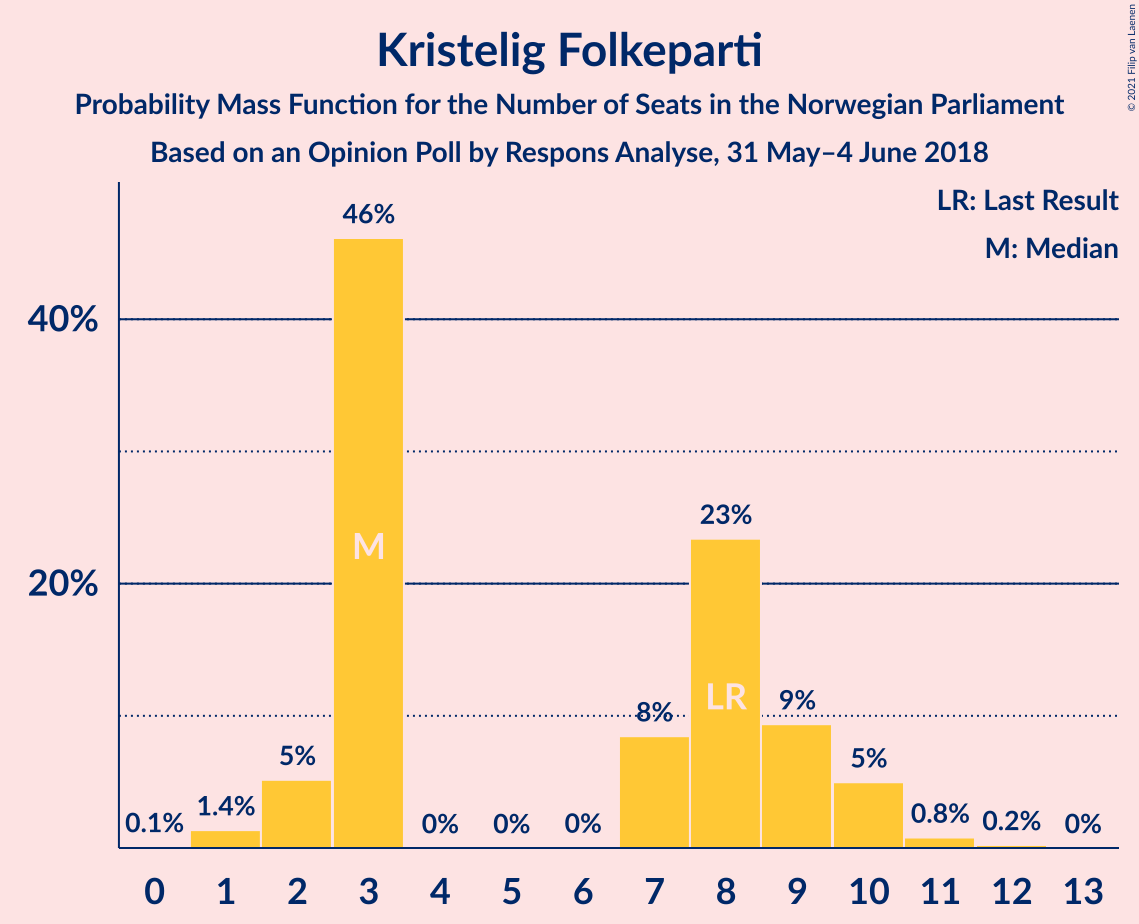 Kristelig Folkeparti
Probability Mass Function for the Number of Seats in the Norwegian Parliament
Based on an Opinion Poll by Respons Analyse, 31 May–4 June 2018
© 2021 Filip van Laenen
LR: Last Result
M: Median
46%
40%
M
23%
20%
LR
8%
9%
5%
5%
0.1%
1.4%
0%
0%
0%
0.8%
0.2%
0%
0 1 2 3 4 5 6 7 8 9 10 11 12 13